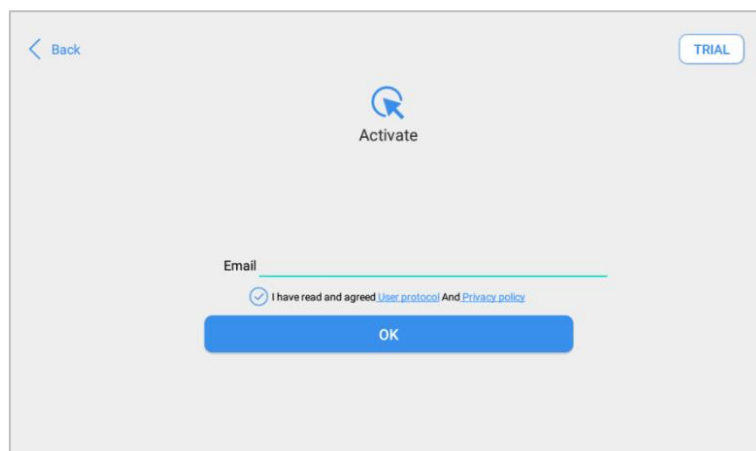 Back
TRIAL
Activate
Email
I have read and agreed User protocol And Privacy policy
OK